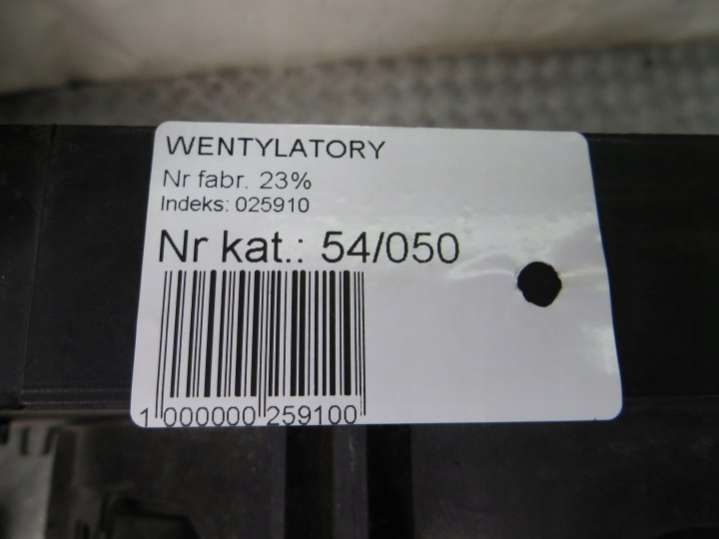 WENTYLATORY
Nr fabr. 23%
Indeks: 025910
Nr kat.: 54/050
1 000000 259100